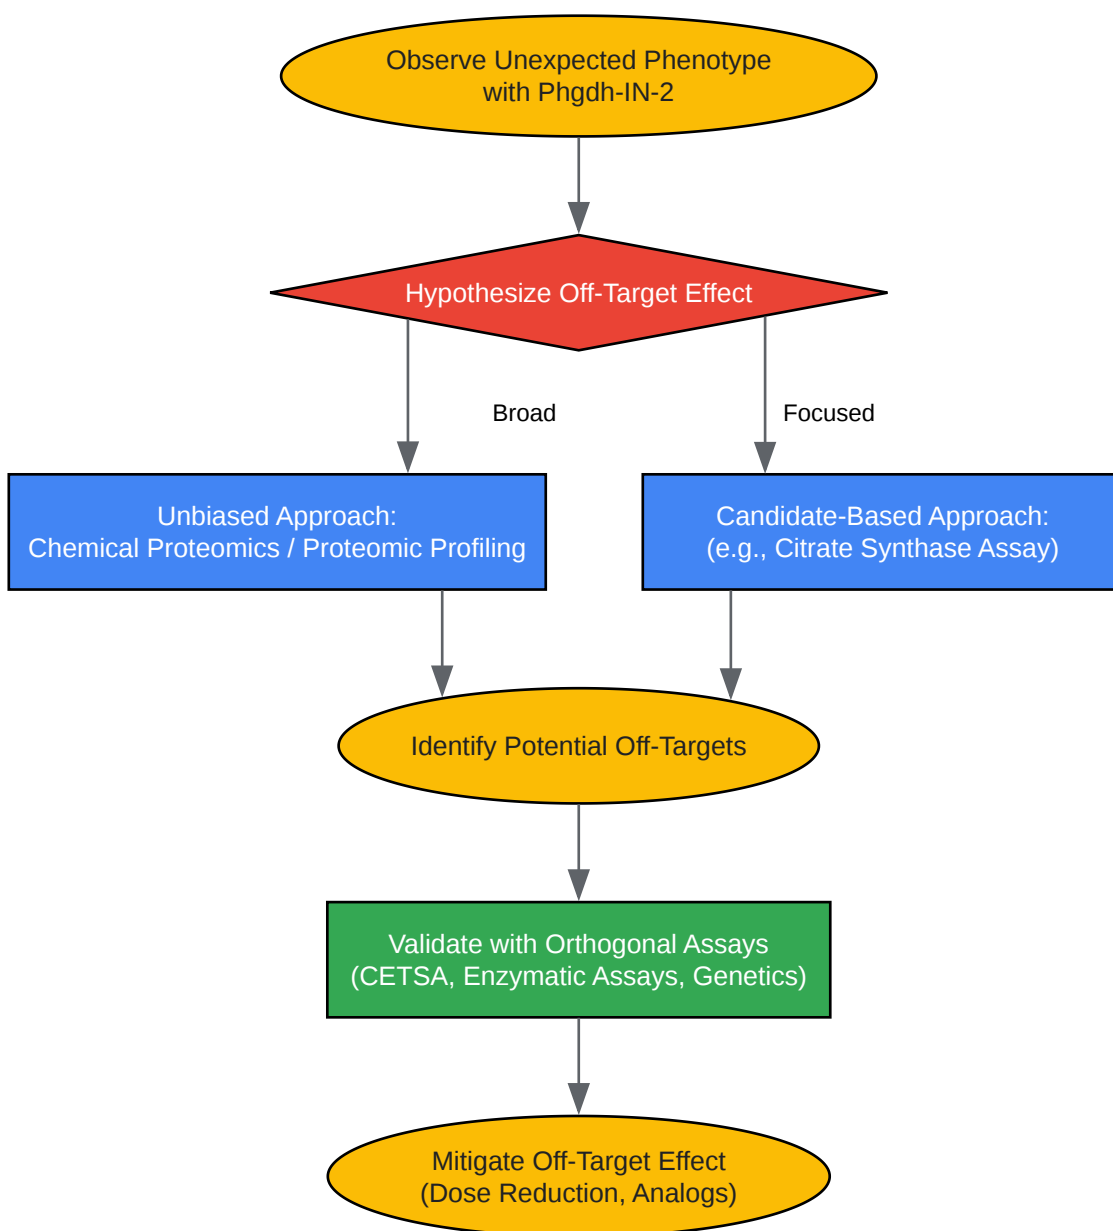 Observe Unexpected Phenotype
with Phgdh-IN-2
Hypothesize Off-Target Effect
Broad
Focused
Unbiased Approach:
Chemical Proteomics / Proteomic Profiling
Candidate-Based Approach:
(e.g., Citrate Synthase Assay)
Identify Potential Off-Targets
Validate with Orthogonal Assays
(CETSA, Enzymatic Assays, Genetics)
Mitigate Off-Target Effect
(Dose Reduction, Analogs)